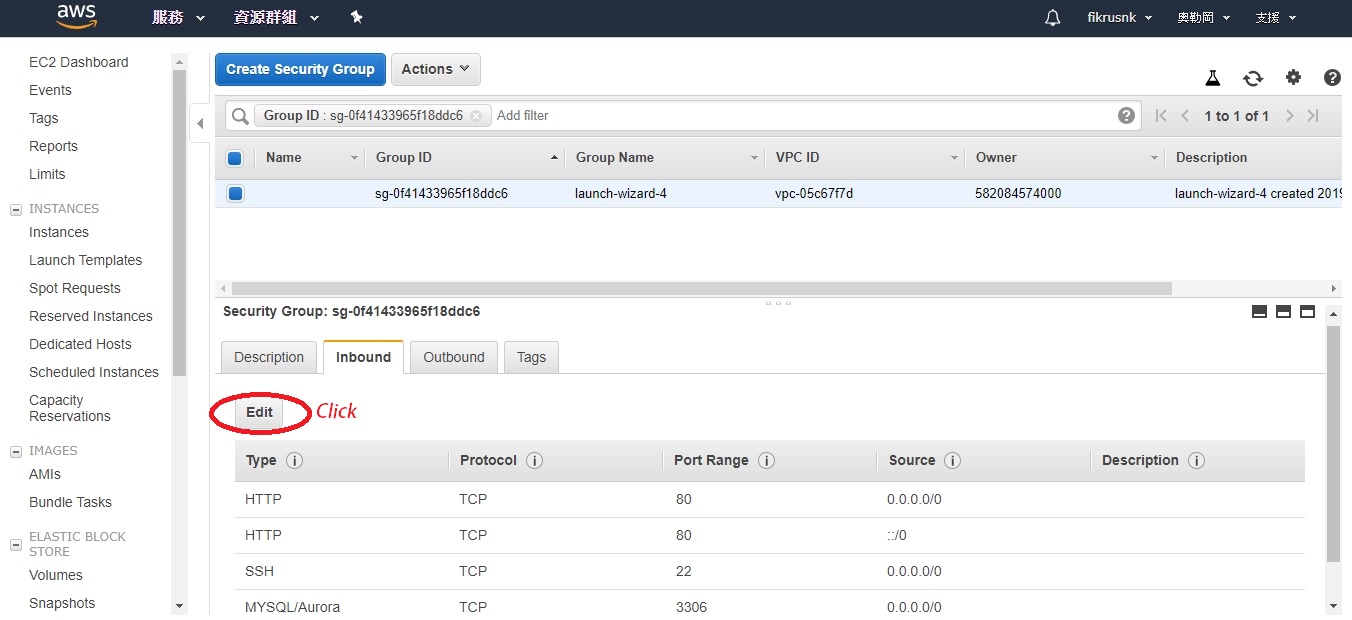 aws 服務 資源群組 fikrusnk 奧勒岡 支援
EC2 Dashboard
Events
Tags
Reports
Limits
INSTANCES
Instances
Launch Templates
Spot Requests
Reserved Instances
Dedicated Hosts
Scheduled Instances
Capacity
Reservations
IMAGES
AMIs
Bundle Tasks
ELASTIC BLOCK
STORE
Volumes
Snapshots
Create Security Group Actions
Group ID : sg-0f41433965f18ddc6 Add filter 1 to 1 of 1
Name Group ID Group Name VPC ID Owner Description
sg-0f41433965f18ddc6 launch-wizard-4 vpc-05c67f7d 582084574000 launch-wizard-4 created 2019
Security Group: sg-0f41433965f18ddc6
Description Inbound Outbound Tags
Edit Click
Type Protocol Port Range Source Description
HTTP TCP 80 0.0.0.0/0
HTTP TCP 80 ::/0
SSH TCP 22 0.0.0.0/0
MYSQL/Aurora TCP 3306 0.0.0.0/0